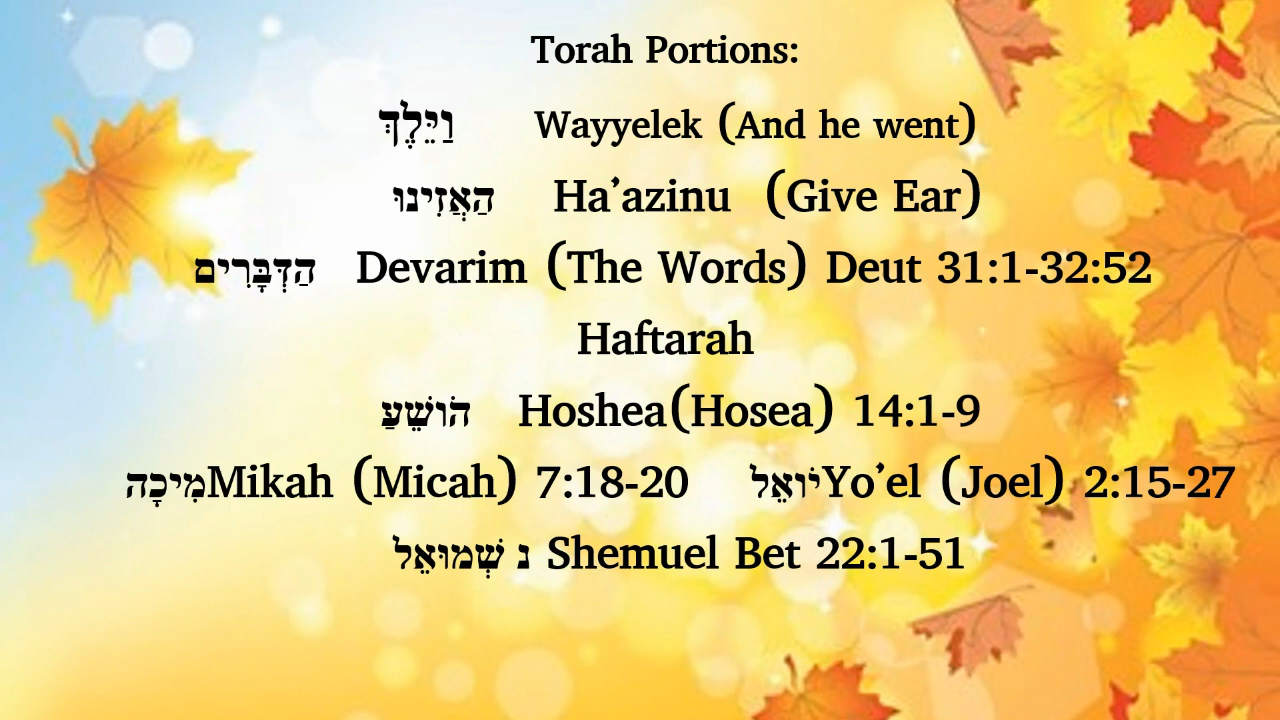 Torah Portions:
וַיֵּלֶךְ Wayyelek (And he went)
הַאֲזִינוּ Ha’azinu (Give Ear)
הַדְּבָרִים Devarim (The Words) Deut 31:1-32:52
Haftarah
הוֹשֵׁעַ Hoshea(Hosea) 14:1-9
מִיכָה Mikah (Micah) 7:18-20 יוֹאֵל Yo’el (Joel) 2:15-27
נ שְׁמוּאֵל Shemuel Bet 22:1-51